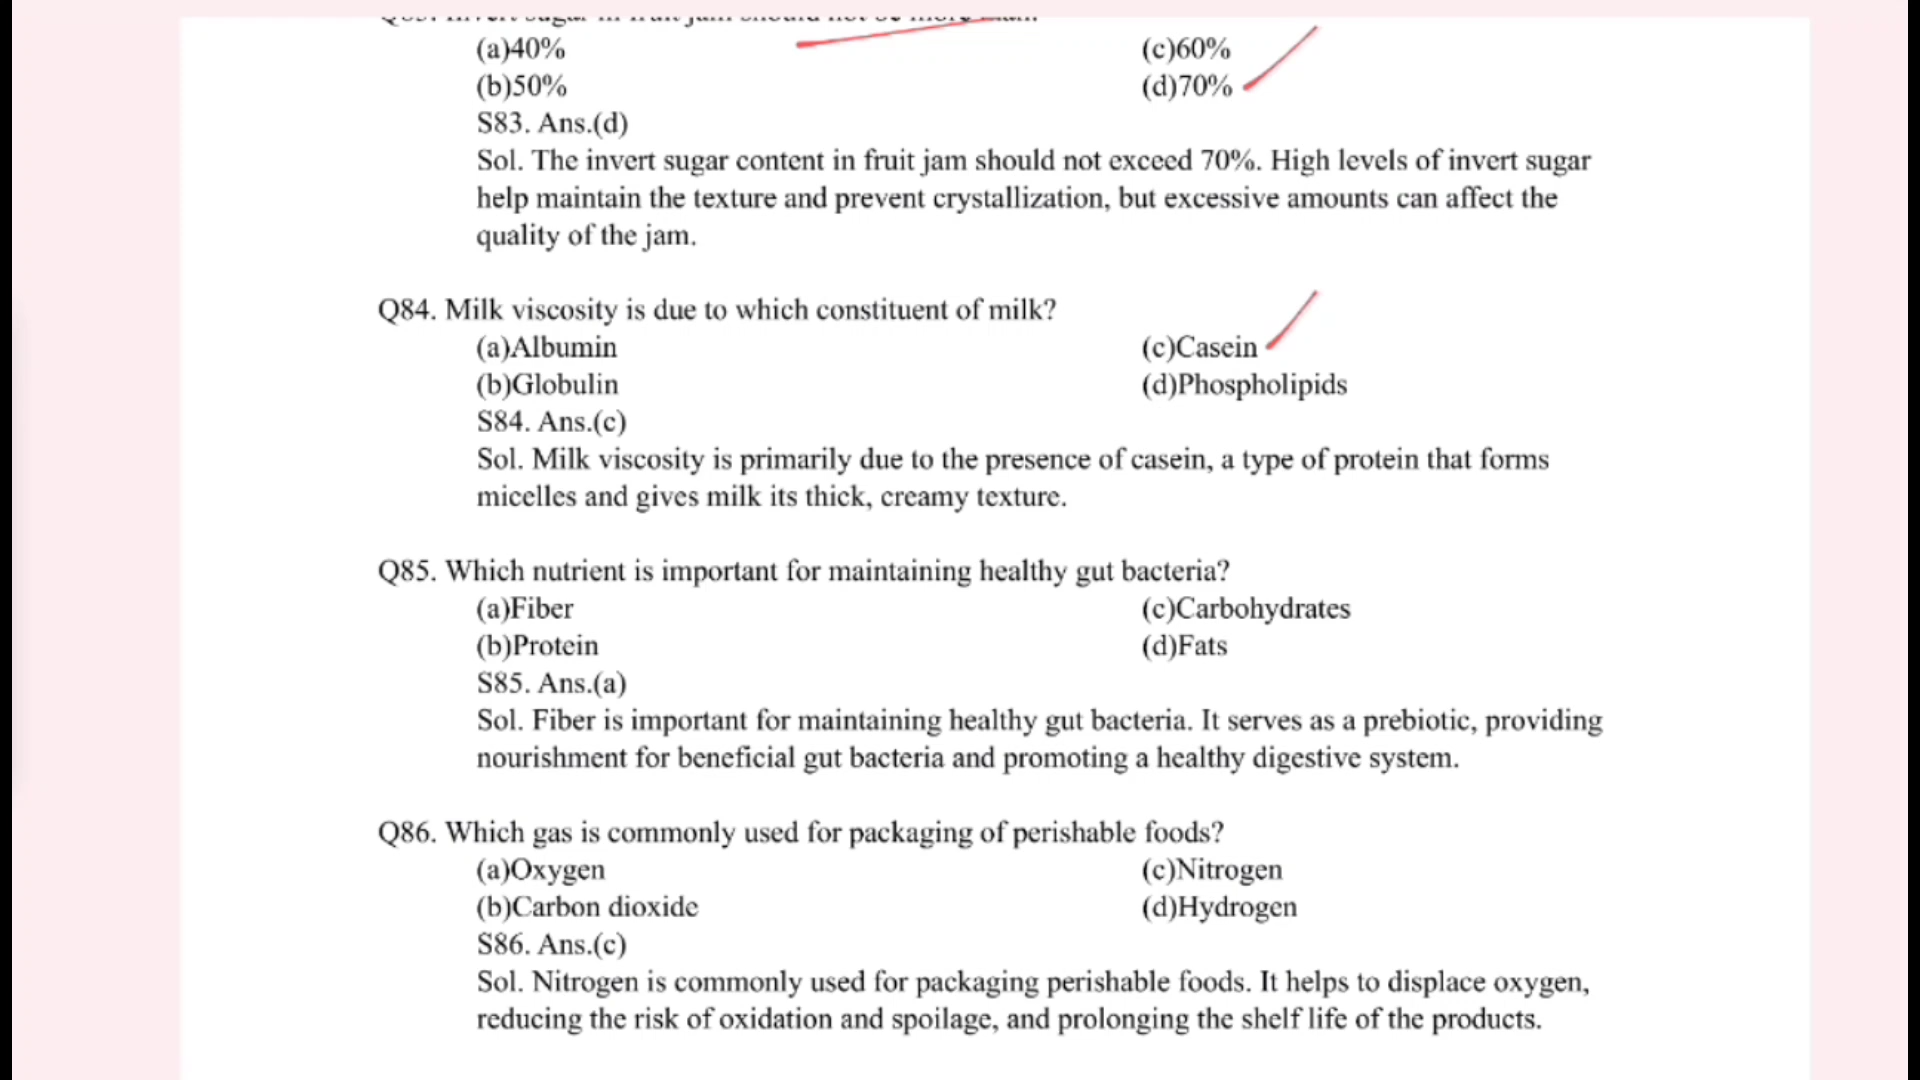 (a)40%
(c)60%
(b)50%
(d)70%
S83. Ans.(d)
Sol. The invert sugar content in fruit jam should not exceed 70%. High levels of invert sugar
help maintain the texture and prevent crystallization, but excessive amounts can affect the
quality of the jam.
Q84. Milk viscosity is due to which constituent of milk?
(a)Albumin
(c)Casein
(b)Globulin
(d)Phospholipids
S84. Ans.(c)
Sol. Milk viscosity is primarily due to the presence of casein, a type of protein that forms
micelles and gives milk its thick, creamy texture.
Q85. Which nutrient is important for maintaining healthy gut bacteria?
(a)Fiber
(c)Carbohydrates
(b)Protein
(d)Fats
S85. Ans.(a)
Sol. Fiber is important for maintaining healthy gut bacteria. It serves as a prebiotic, providing
nourishment for beneficial gut bacteria and promoting a healthy digestive system.
Q86. Which gas is commonly used for packaging of perishable foods?
(a)Oxygen
(c)Nitrogen
(b)Carbon dioxide
(d)Hydrogen
S86. Ans.(c)
Sol. Nitrogen is commonly used for packaging perishable foods. It helps to displace oxygen,
reducing the risk of oxidation and spoilage, and prolonging the shelf life of the products.